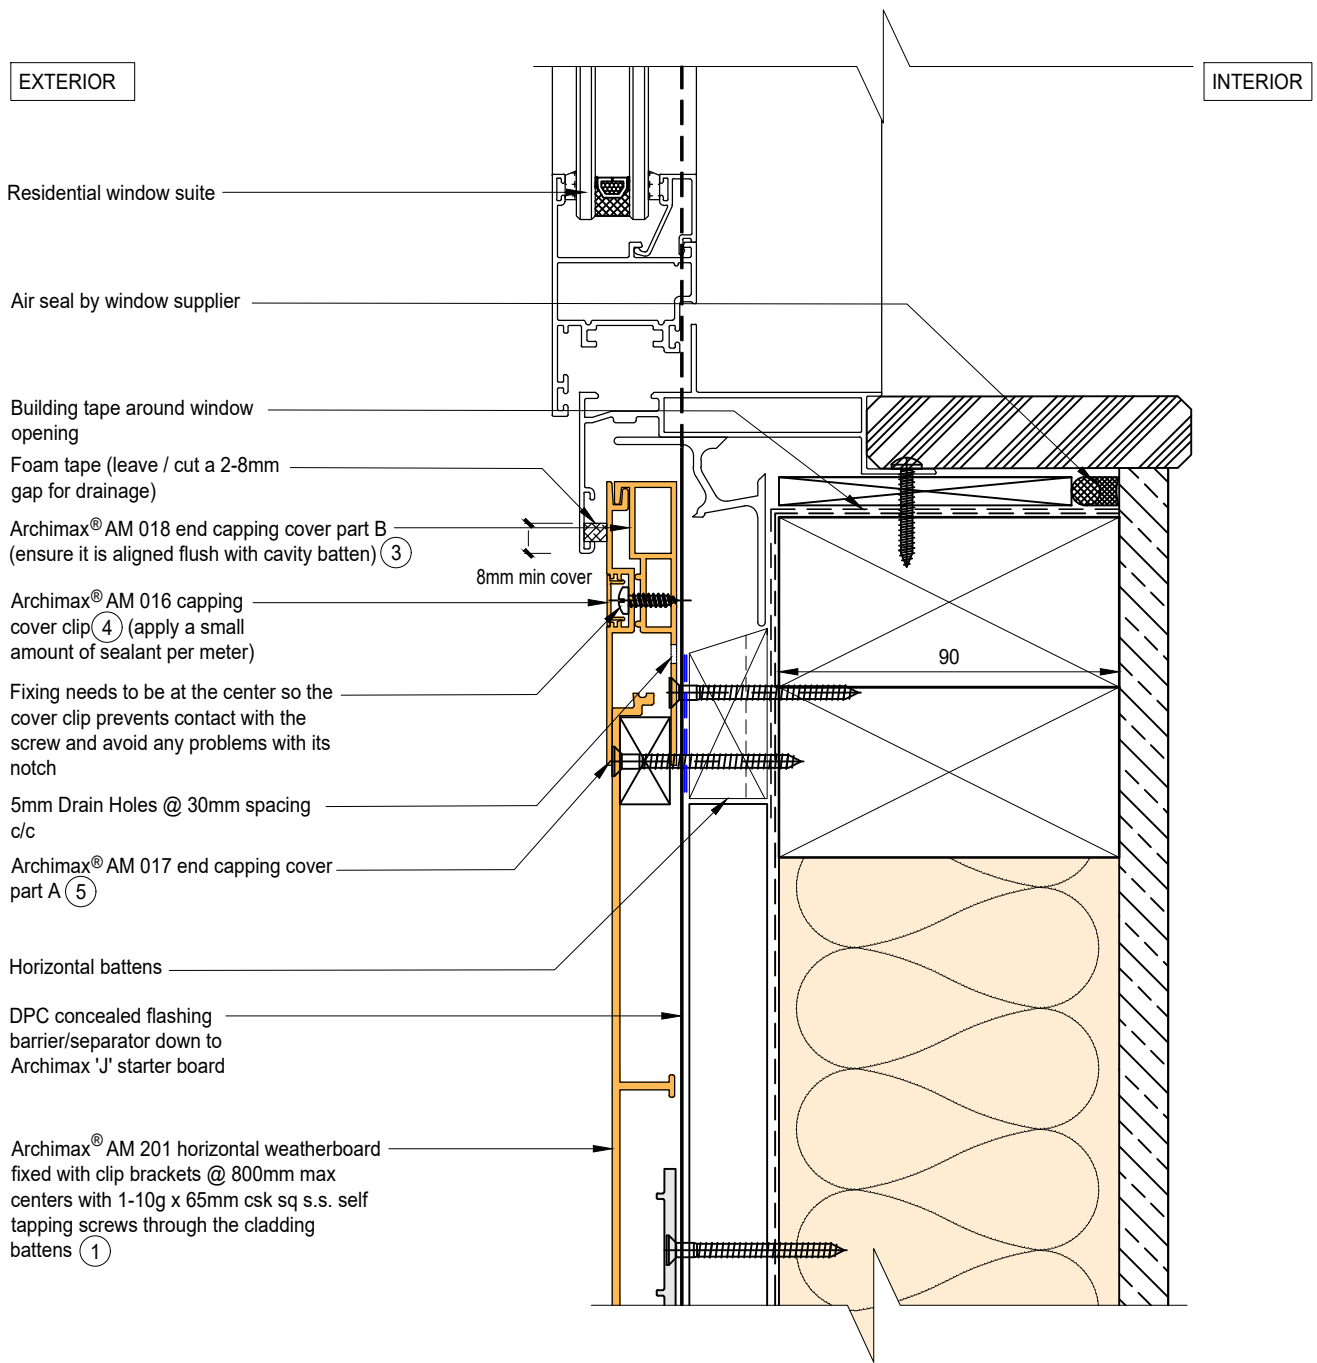 EXTERIOR
INTERIOR
Residential window suite
Air seal by window supplier
Building tape around window
opening
Foam tape (leave / cut a 2-8mm
gap for drainage)
Archimax® AM 018 end capping cover part B
(ensure it is aligned flush with cavity batten) 3
8mm min cover
Archimax® AM 016 capping
cover clip 4 (apply a small
amount of sealant per meter)
90
Fixing needs to be at the center so the
cover clip prevents contact with the
screw and avoid any problems with its
notch
5mm Drain Holes @ 30mm spacing
c/c
Archimax® AM 017 end capping cover
part A 5
Horizontal battens
DPC concealed flashing
barrier/separator down to
Archimax 'J' starter board
Archimax® AM 201 horizontal weatherboard
fixed with clip brackets @ 800mm max
centers with 1-10g x 65mm csk sq s.s. self
tapping screws through the cladding
battens 1